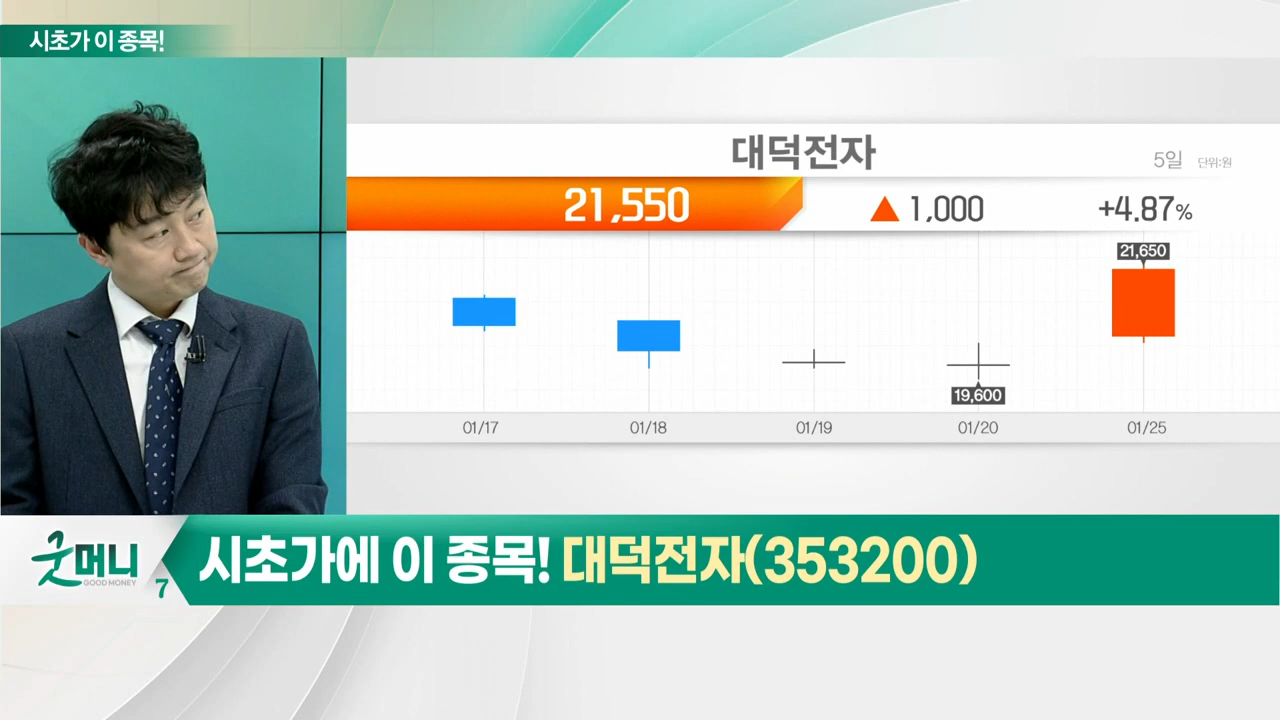 시초가 이 종목!
대덕전자
5일 단위:원
21,550 ▲ 1,000 +4.87%
21,650
19,600
01/17 01/18 01/19 01/20 01/25
굿머니
GOOD MONEY
7
시초가에 이 종목! 대덕전자(353200)